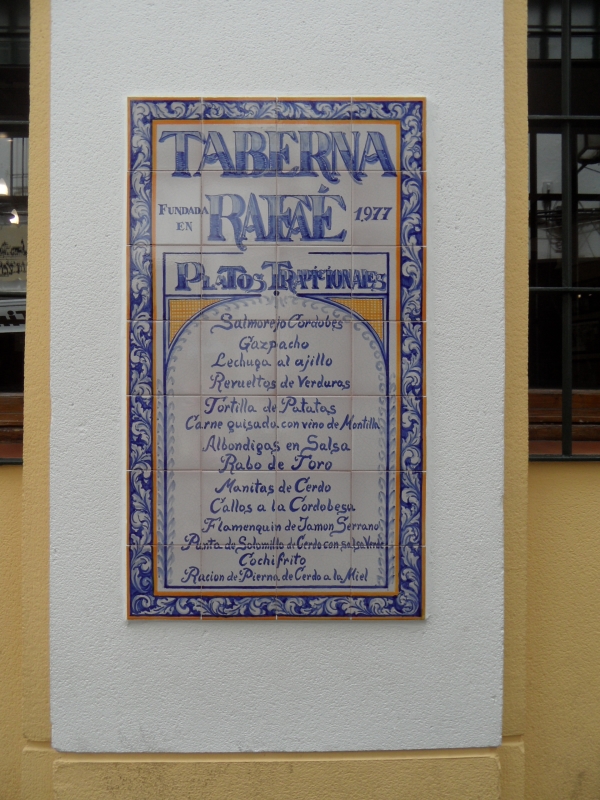 TABERNA
FUNDADA EN RAFAÉ 1977
PLATOS TRADICIONALES
Salmorejo Cordobés
Gazpacho
Lechuga al ajillo
Revueltos de Verduras
Tortilla de Patatas
Carne guisada con vino de Montilla
Albondigas en Salsa
Rabo de Toro
Manitas de Cerdo
Callos a la Cordobesa
Flamenquin de Jamon Serrano
Punta de Solomillo de Cerdo con salsa Verde
Cochifrito
Racion de Pierna de Cerdo a la Miel